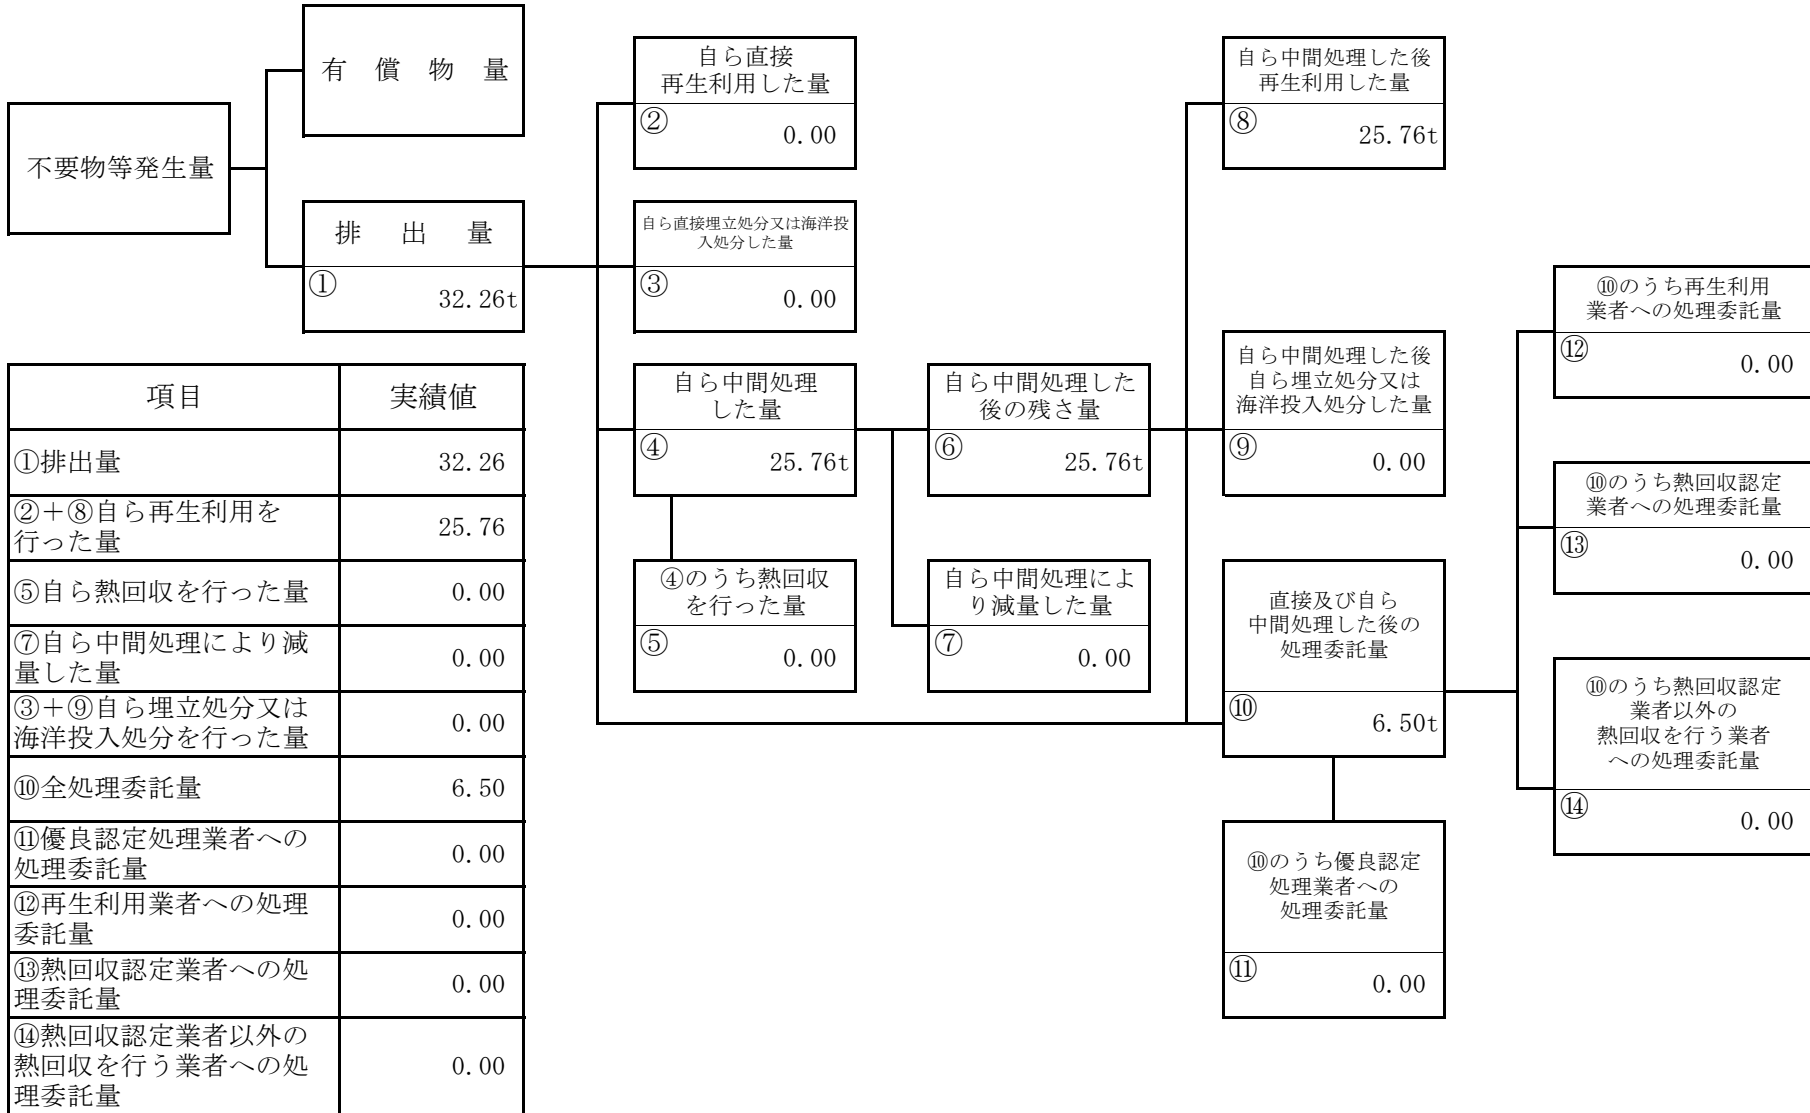 有償物量
不要物等発生量
排出量
①
32.26t
自ら直接
再生利用した量
②
0.00
自ら直接埋立処分又は海洋投
入処分した量
③
0.00
自ら中間処理
した量
④
25.76t
④のうち熱回収
を行った量
⑤
0.00
自ら中間処理した
後の残さ量
⑥
25.76t
自ら中間処理によ
り減量した量
⑦
0.00
自ら中間処理した後
再生利用した量
⑧
25.76t
自ら中間処理した後
自ら埋立処分又は
海洋投入処分した量
⑨
0.00
直接及び自ら
中間処理した後の
処理委託量
⑩
6.50t
⑩のうち優良認定
処理業者への
処理委託量
⑪
0.00
⑩のうち再生利用
業者への処理委託量
⑫
0.00
⑩のうち熱回収認定
業者への処理委託量
⑬
0.00
⑩のうち熱回収認定
業者以外の
熱回収を行う業者
への処理委託量
⑭
0.00
項目 実績値
①排出量 32.26
②＋⑧自ら再生利用を
行った量 25.76
⑤自ら熱回収を行った量 0.00
⑦自ら中間処理により減
量した量 0.00
③＋⑨自ら埋立処分又は
海洋投入処分を行った量 0.00
⑩全処理委託量 6.50
⑪優良認定処理業者への
処理委託量 0.00
⑫再生利用業者への処理
委託量 0.00
⑬熱回収認定業者への処
理委託量 0.00
⑭熱回収認定業者以外の
熱回収を行う業者への処
理委託量 0.00